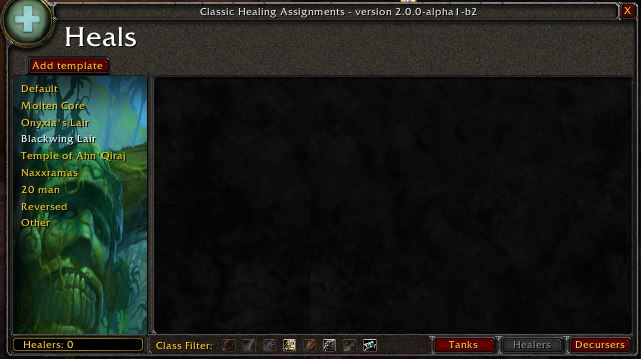 Classic Healing Assignments - version 2.0.0-alpha1-b2
X
Heals
Add template
Default
Molten Core
Onyxia's Lair
Blackwing Lair
Temple of Ahn'Qiraj
Naxxramas
20 man
Reversed
Other
Healers: 0
Class Filter:
Tanks
Healers
Decursers